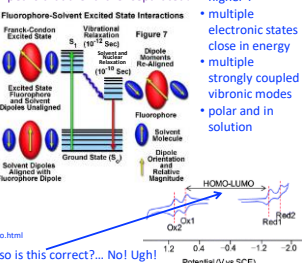 Fluorophore-Solvent Excited State Interactions
Franck-Condon
Excited State
S1
Vibrational
Relaxation
(10-12 Sec)
Figure 7
Solvent and
Nuclear
Relaxation
(10-10 Sec)
Dipole
Moments
Re-Aligned
Excited State
Fluorophore
and Solvent
Dipoles Unaligned
Fluorophore
Solvent
Molecule
Solvent Dipoles
Aligned with
Fluorophore Dipole
Ground State (S0)
Dipole
Orientation
and
Relative
Magnitude
• multiple
electronic states
close in energy
• multiple
strongly coupled
vibronic modes
• polar and in
solution
HOMO-LUMO
Ox1
Ox2
Red1
Red2
1.2 0.4 -1.2 -2.0
Potential (V vs SCE)
o.html
so is this correct?... No! Ugh!